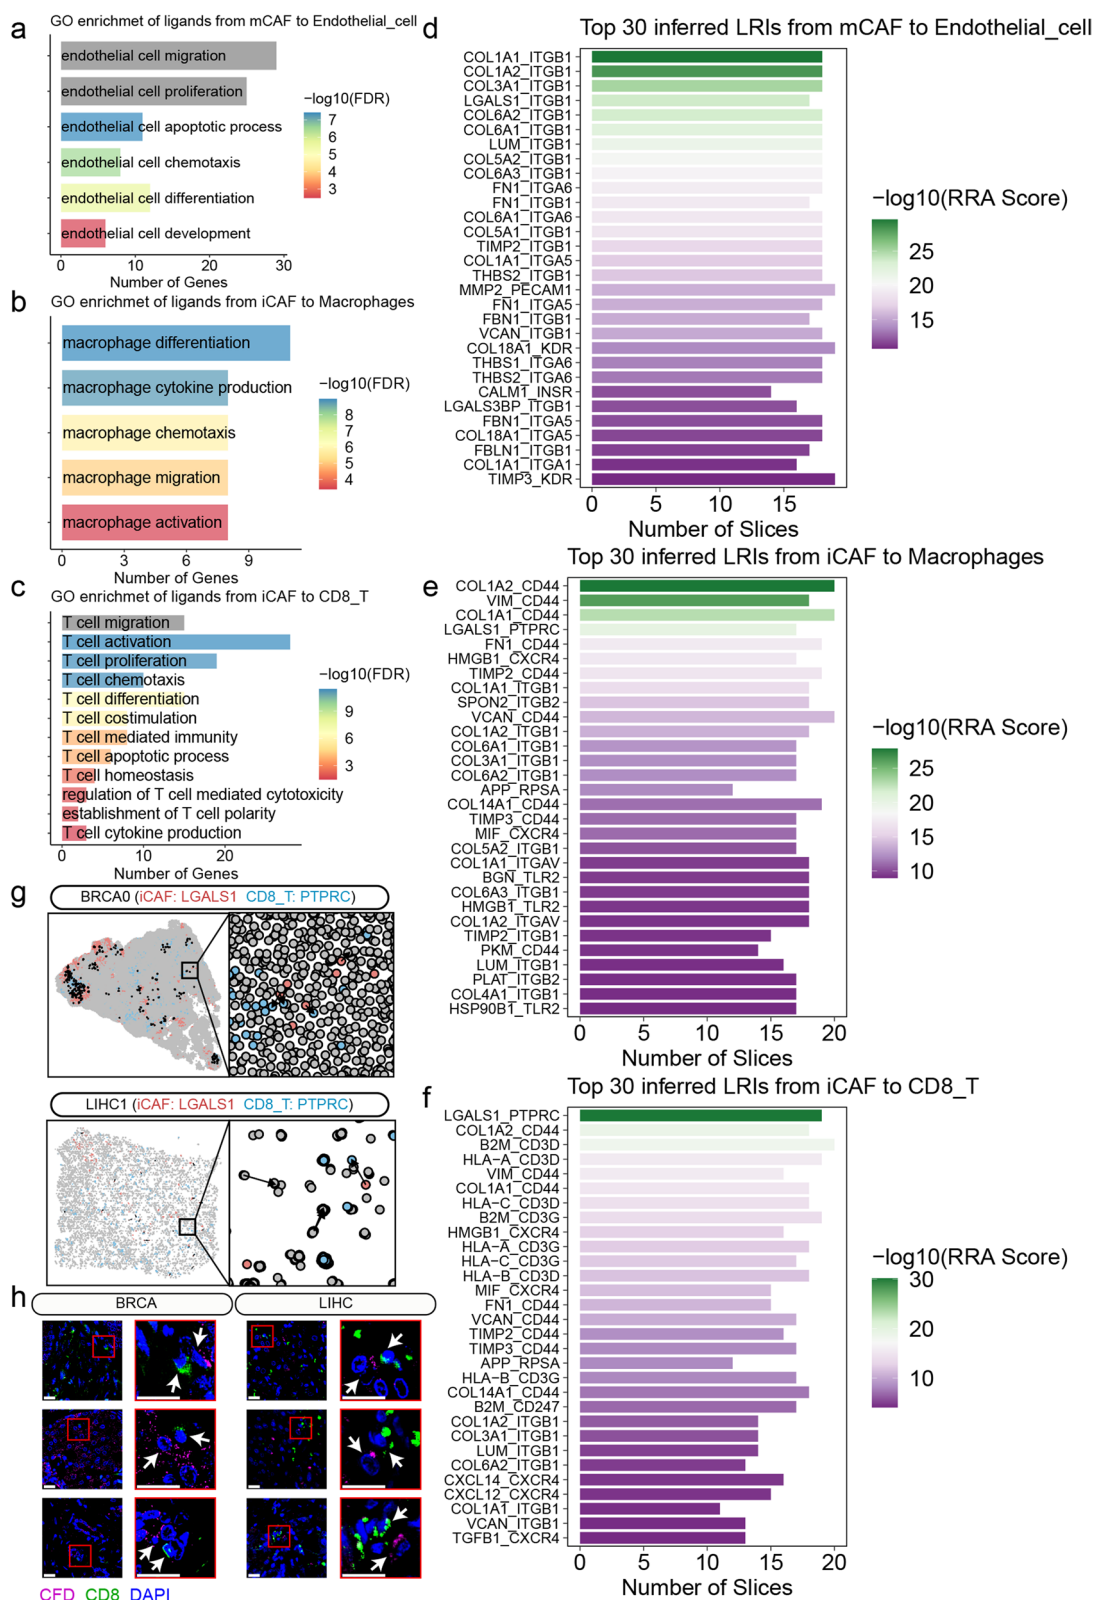 a
GO enrichmet of ligands from mCAF to Endothelial_cell
endothelial cell migration
endothelial cell proliferation
endothelial cell apoptotic process
endothelial cell chemotaxis
endothelial cell differentiation
endothelial cell development
0 10 20 30
Number of Genes
−log10(FDR)
7
6
5
4
3
b
GO enrichmet of ligands from iCAF to Macrophages
macrophage differentiation
macrophage cytokine production
macrophage chemotaxis
macrophage migration
macrophage activation
0 3 6 9
Number of Genes
−log10(FDR)
8
7
6
5
4
c
GO enrichmet of ligands from iCAF to CD8_T
T cell migration
T cell activation
T cell proliferation
T cell chemotaxis
T cell differentiation
T cell costimulation
T cell mediated immunity
T cell apoptotic process
T cell homeostasis
regulation of T cell mediated cytotoxicity
establishment of T cell polarity
T cell cytokine production
0 10 20
Number of Genes
−log10(FDR)
9
6
3
d
Top 30 inferred LRIs from mCAF to Endothelial_cell
COL1A1_ITGB1
COL1A2_ITGB1
COL3A1_ITGB1
LGALS1_ITGB1
COL6A2_ITGB1
COL6A1_ITGB1
LUM_ITGB1
COL5A2_ITGB1
COL6A3_ITGB1
FN1_ITGA6
FN1_ITGB1
COL6A1_ITGA6
COL5A1_ITGB1
TIMP2_ITGB1
COL1A1_ITGA5
THBS2_ITGB1
MMP2_PECAM1
FN1_ITGA5
FBN1_ITGB1
VCAN_ITGB1
COL18A1_KDR
THBS1_ITGA6
THBS2_ITGA6
CALM1_INSR
LGALS3BP_ITGB1
FBN1_ITGA5
COL18A1_ITGA5
FBLN1_ITGB1
COL1A1_ITGA1
TIMP3_KDR
0 5 10 15
Number of Slices
−log10(RRA Score)
25
20
15
e
Top 30 inferred LRIs from iCAF to Macrophages
COL1A2_CD44
VIM_CD44
COL1A1_CD44
LGALS1_PTPRC
FN1_CD44
HMGB1_CXCR4
TIMP2_CD44
COL1A1_ITGB1
SPON2_ITGB2
VCAN_CD44
COL1A2_ITGB1
COL6A1_ITGB1
COL3A1_ITGB1
COL6A2_ITGB1
APP_RPSA
COL14A1_CD44
TIMP3_CD44
MIF_CXCR4
COL5A2_ITGB1
COL1A1_ITGAV
BGN_TLR2
COL6A3_ITGB1
HMGB1_TLR2
COL1A2_ITGAV
TIMP2_ITGB1
PKM_CD44
LUM_ITGB1
PLAT_ITGB2
COL4A1_ITGB1
HSP90B1_TLR2
0 5 10 15 20
Number of Slices
−log10(RRA Score)
25
20
15
10
f
Top 30 inferred LRIs from iCAF to CD8_T
LGALS1_PTPRC
COL1A2_CD44
B2M_CD3D
HLA−A_CD3D
VIM_CD44
COL1A1_CD44
HLA−C_CD3D
B2M_CD3G
HMGB1_CXCR4
HLA−A_CD3G
HLA−C_CD3G
HLA−B_CD3D
MIF_CXCR4
FN1_CD44
VCAN_CD44
TIMP2_CD44
TIMP3_CD44
APP_RPSA
HLA−B_CD3G
COL14A1_CD44
B2M_CD247
COL1A2_ITGB1
COL3A1_ITGB1
LUM_ITGB1
COL6A2_ITGB1
CXCL14_CXCR4
CXCL12_CXCR4
COL1A1_ITGB1
VCAN_ITGB1
TGFB1_CXCR4
0 5 10 15 20
Number of Slices
−log10(RRA Score)
30
20
10
g
BRCA0 (iCAF: LGALS1 CD8_T: PTPRC)
LIHC1 (iCAF: LGALS1 CD8_T: PTPRC)
h
BRCA LIHC
CFD CD8 DAPI